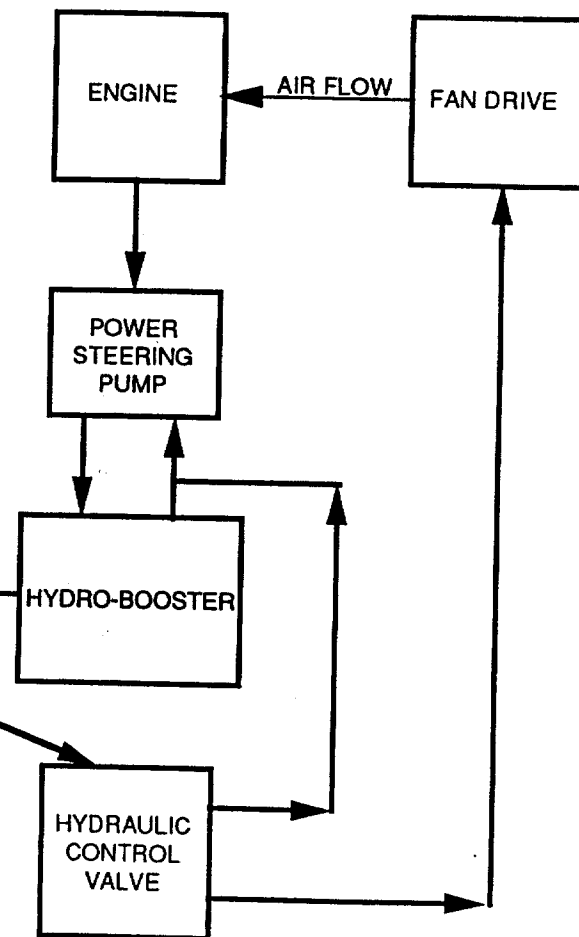 ENGINE
AIR FLOW
FAN DRIVE
POWER
STEERING
PUMP
HYDRO-BOOSTER
HYDRAULIC
CONTROL
VALVE